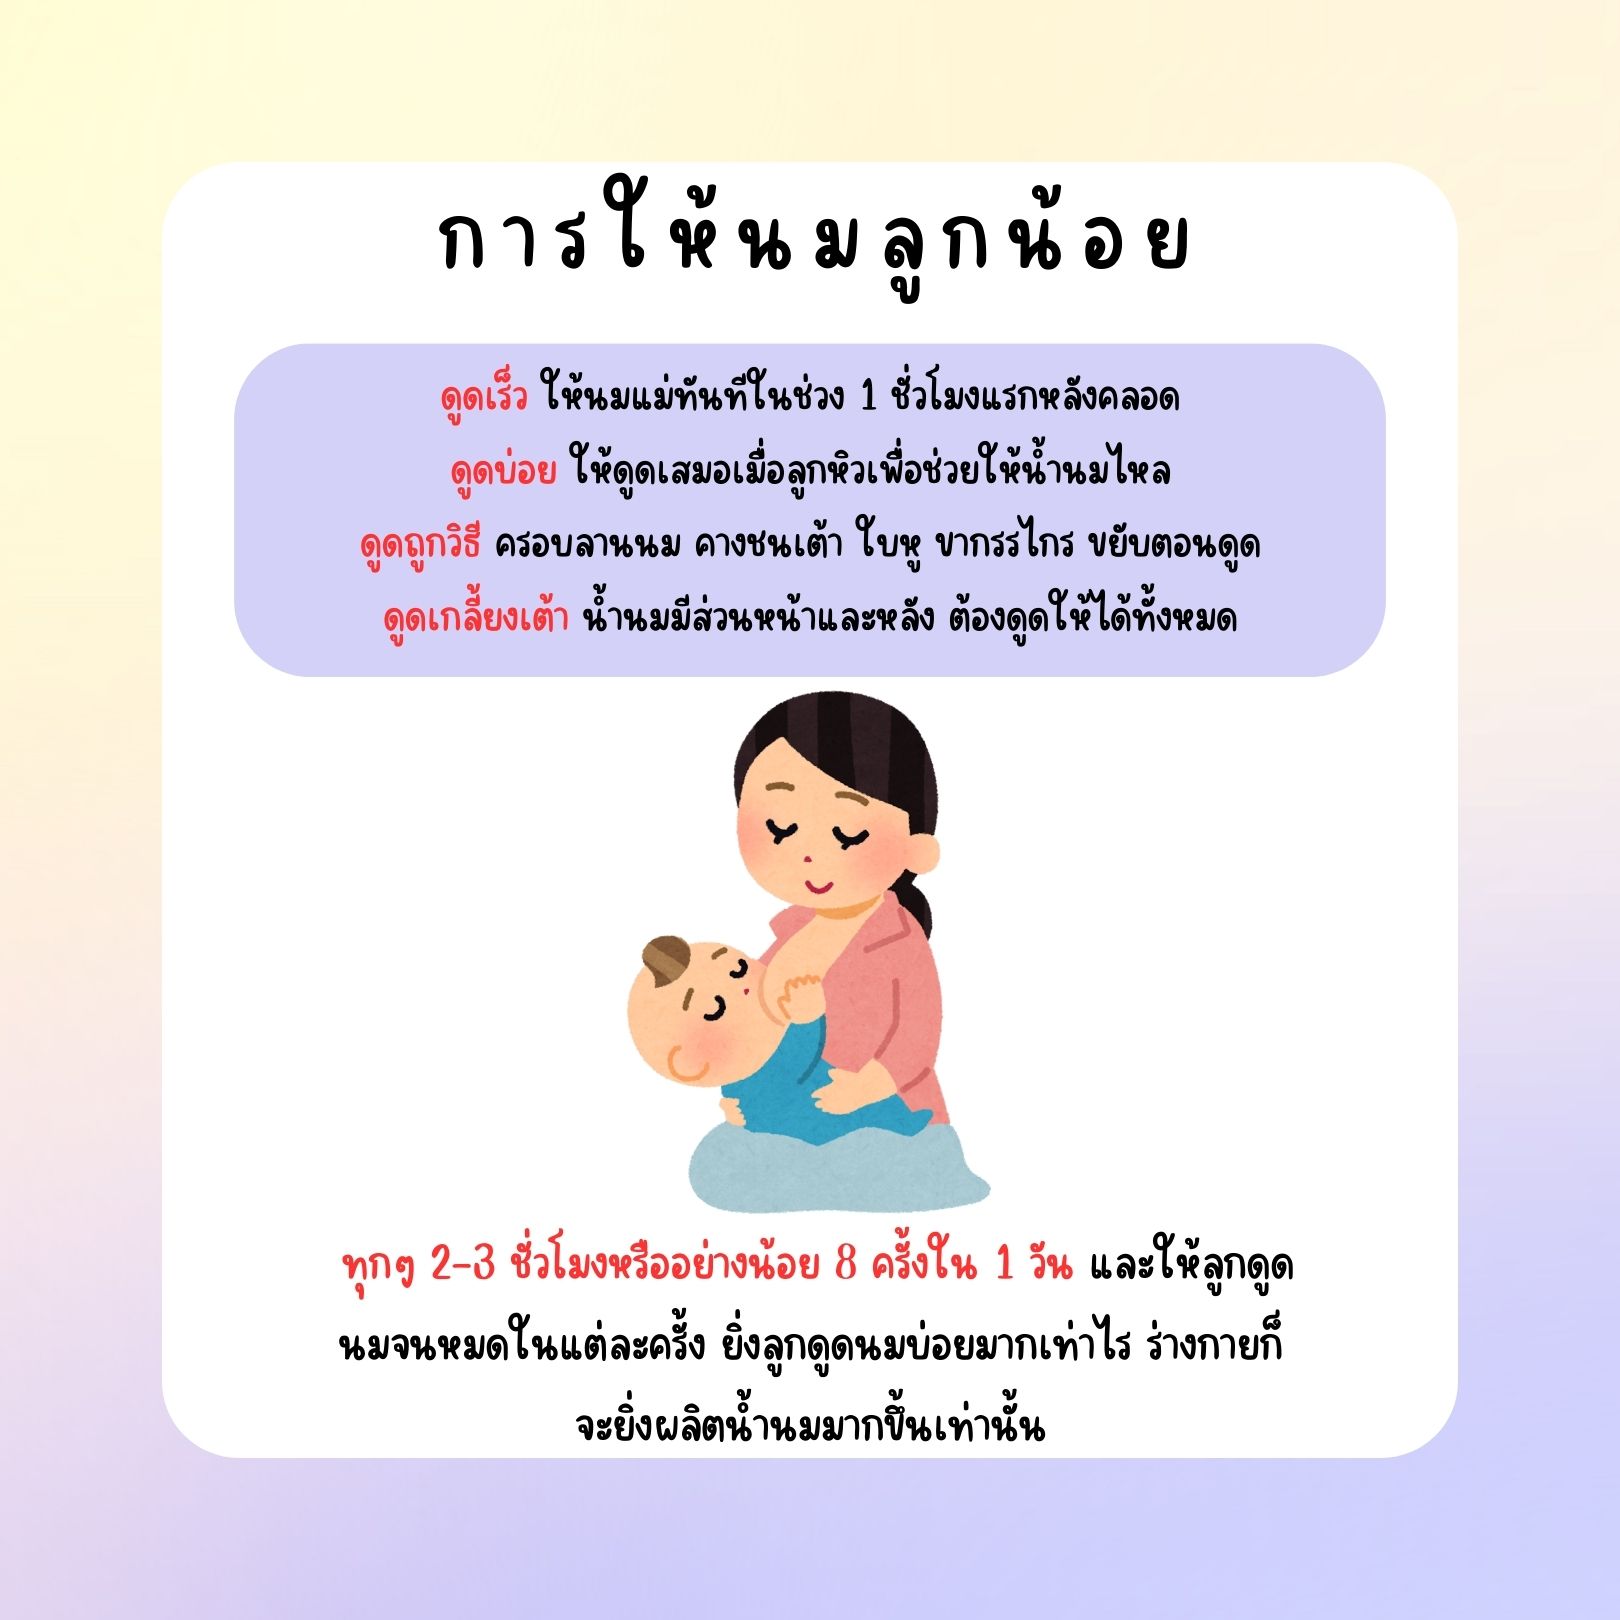 การให้นมลูกน้อย
ดูดเร็ว ให้นมแม่ทันทีในช่วง 1 ชั่วโมงแรกหลังคลอด
ดูดบ่อย ให้ดูดเสมอเมื่อลูกหิวเพื่อช่วยให้น้ำนมไหล
ดูดถูกวิธี ครอบลานนม คางชนเต้า ใบหู ขากรรไกร ขยับตอนดูด
ดูดเกลี้ยงเต้า น้ำนมมีส่วนหน้าและหลัง ต้องดูดให้ได้ทั้งหมด
ทุกๆ 2-3 ชั่วโมงหรืออย่างน้อย 8 ครั้งใน 1 วัน และให้ลูกดูด
นมจนหมดในแต่ละครั้ง ยิ่งลูกดูดนมบ่อยมากเท่าไร ร่างกายก็
จะยิ่งผลิตน้ำนมมากขึ้นเท่านั้น